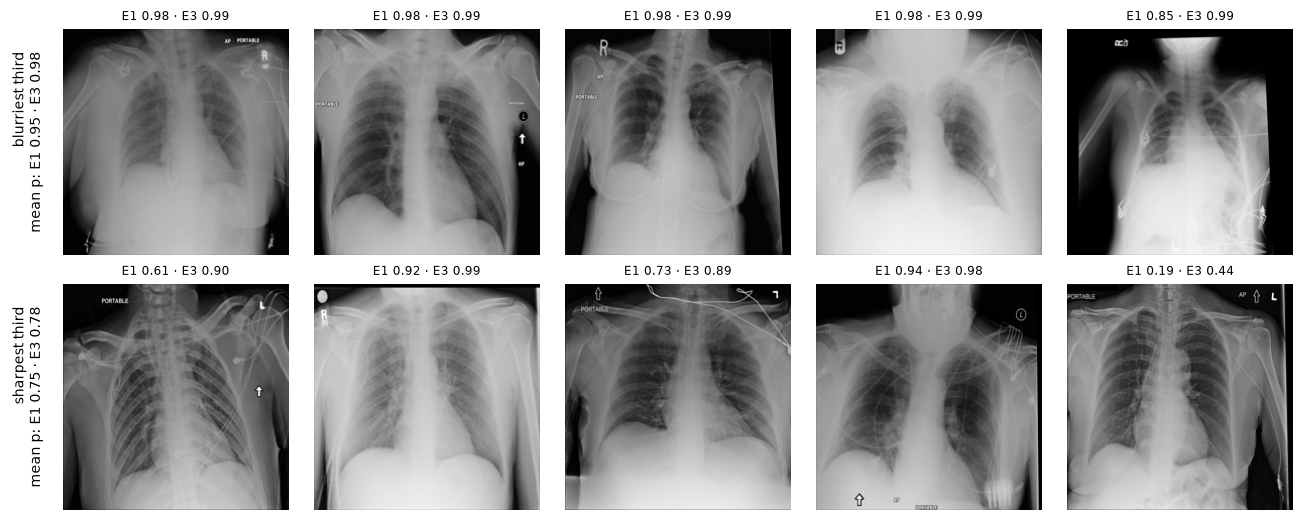 E1 0.98 · E3 0.99
E1 0.98 · E3 0.99
E1 0.98 · E3 0.99
E1 0.98 · E3 0.99
E1 0.85 · E3 0.99
blurriest third
mean p: E1 0.95 · E3 0.98
AP PORTABLE
R
PORTABLE
L
AP
R
AP
PORTABLE
E1 0.61 · E3 0.90
E1 0.92 · E3 0.99
E1 0.73 · E3 0.89
E1 0.94 · E3 0.98
E1 0.19 · E3 0.44
sharpest third
mean p: E1 0.75 · E3 0.78
PORTABLE
L
R
PORTABLE
L
L
AP
PORTABLE
PORTABLE
AP
L